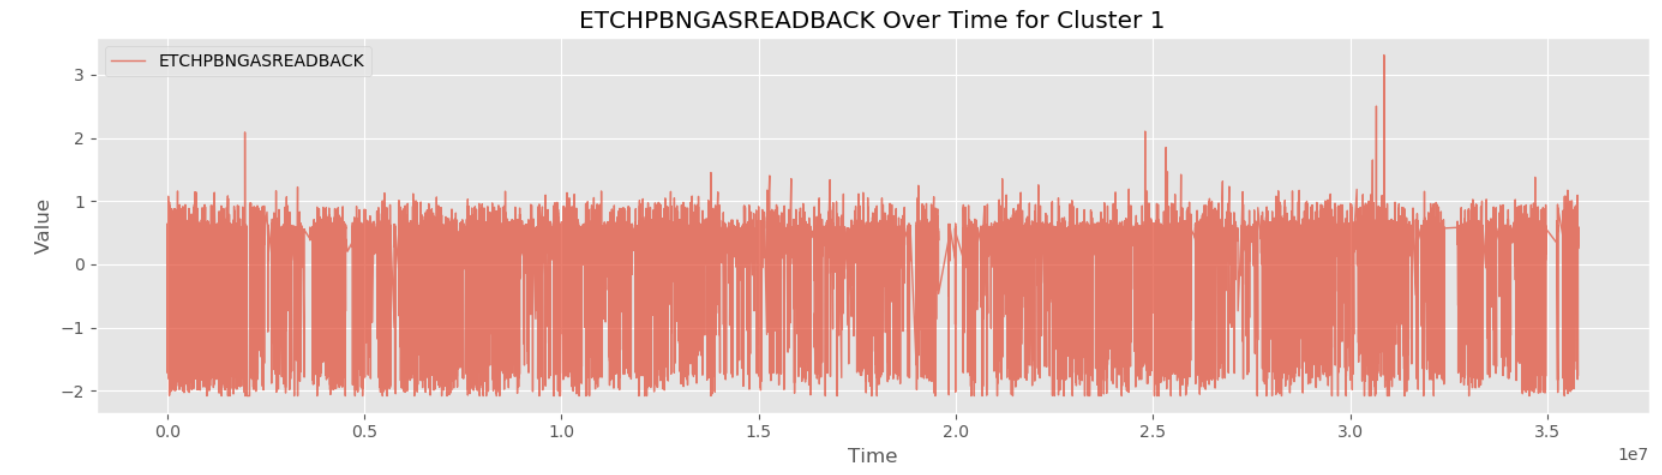 ETCHPBNGASREADBACK Over Time for Cluster 1
ETCHPBNGASREADBACK
3
2
1
0
−1
−2
Value
0.0 0.5 1.0 1.5 2.0 2.5 3.0 3.5
1e7
Time